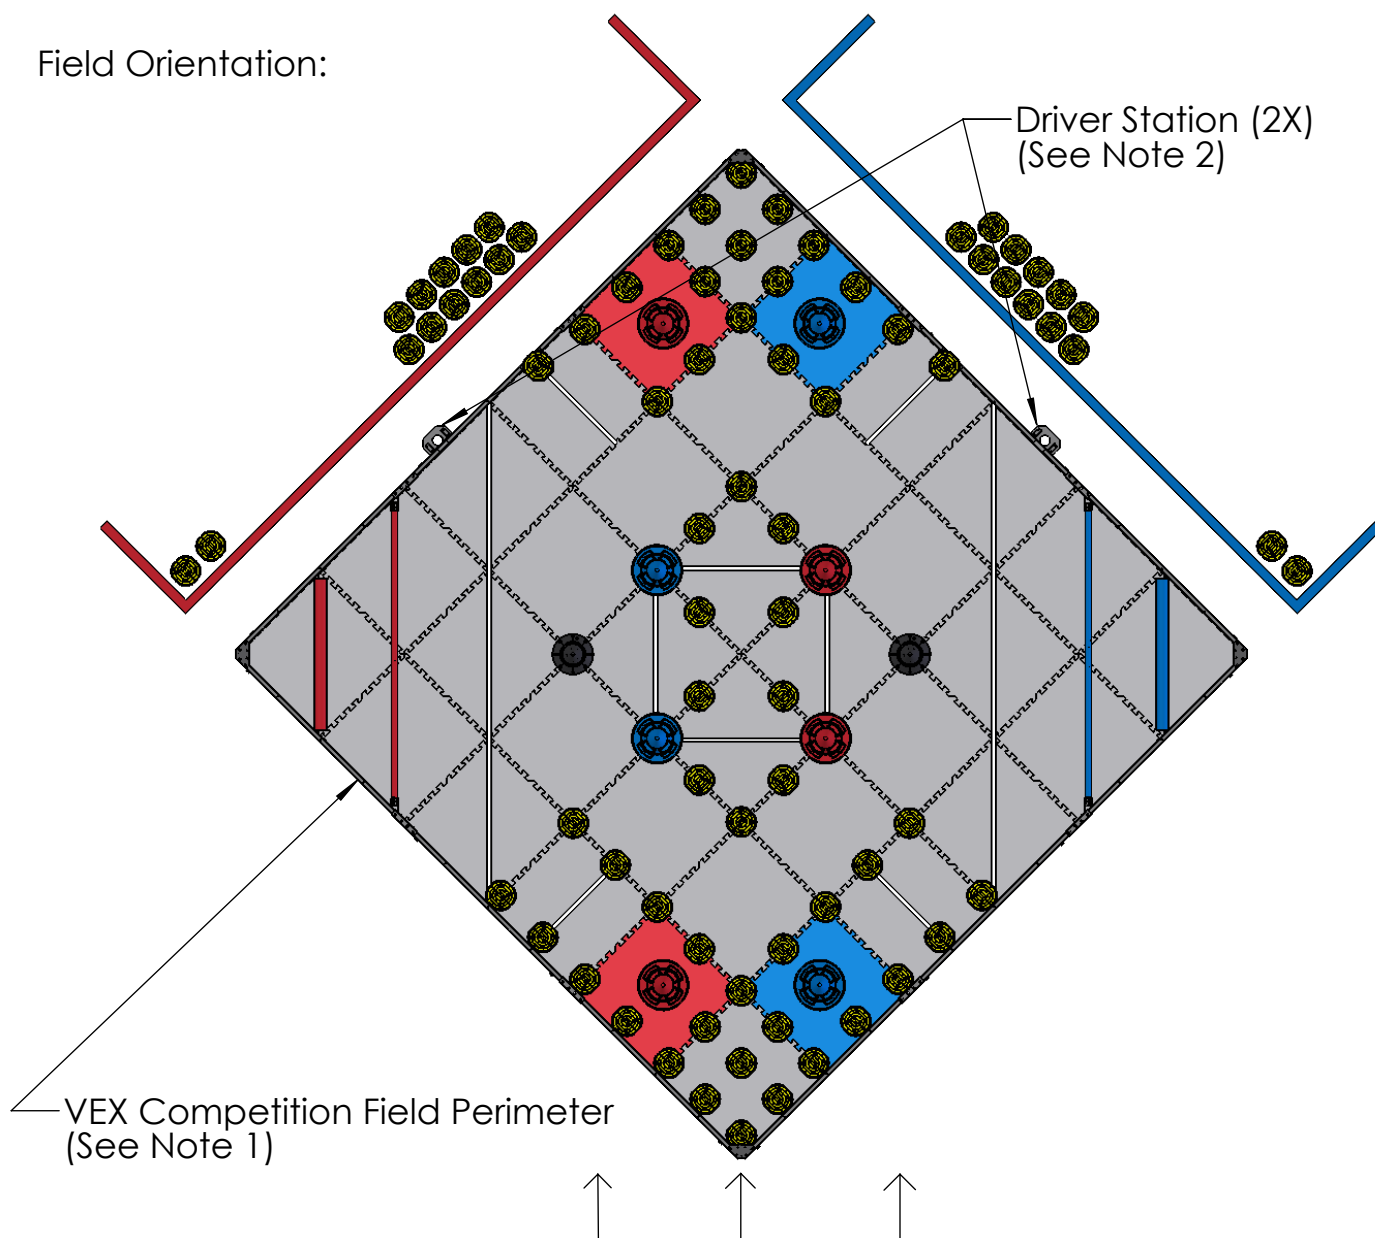 Field Orientation:
Driver Station (2X)
(See Note 2)
VEX Competition Field Perimeter
(See Note 1)